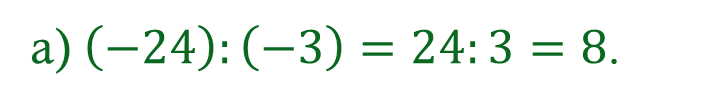 a) (−24): (−3) = 24: 3 = 8.